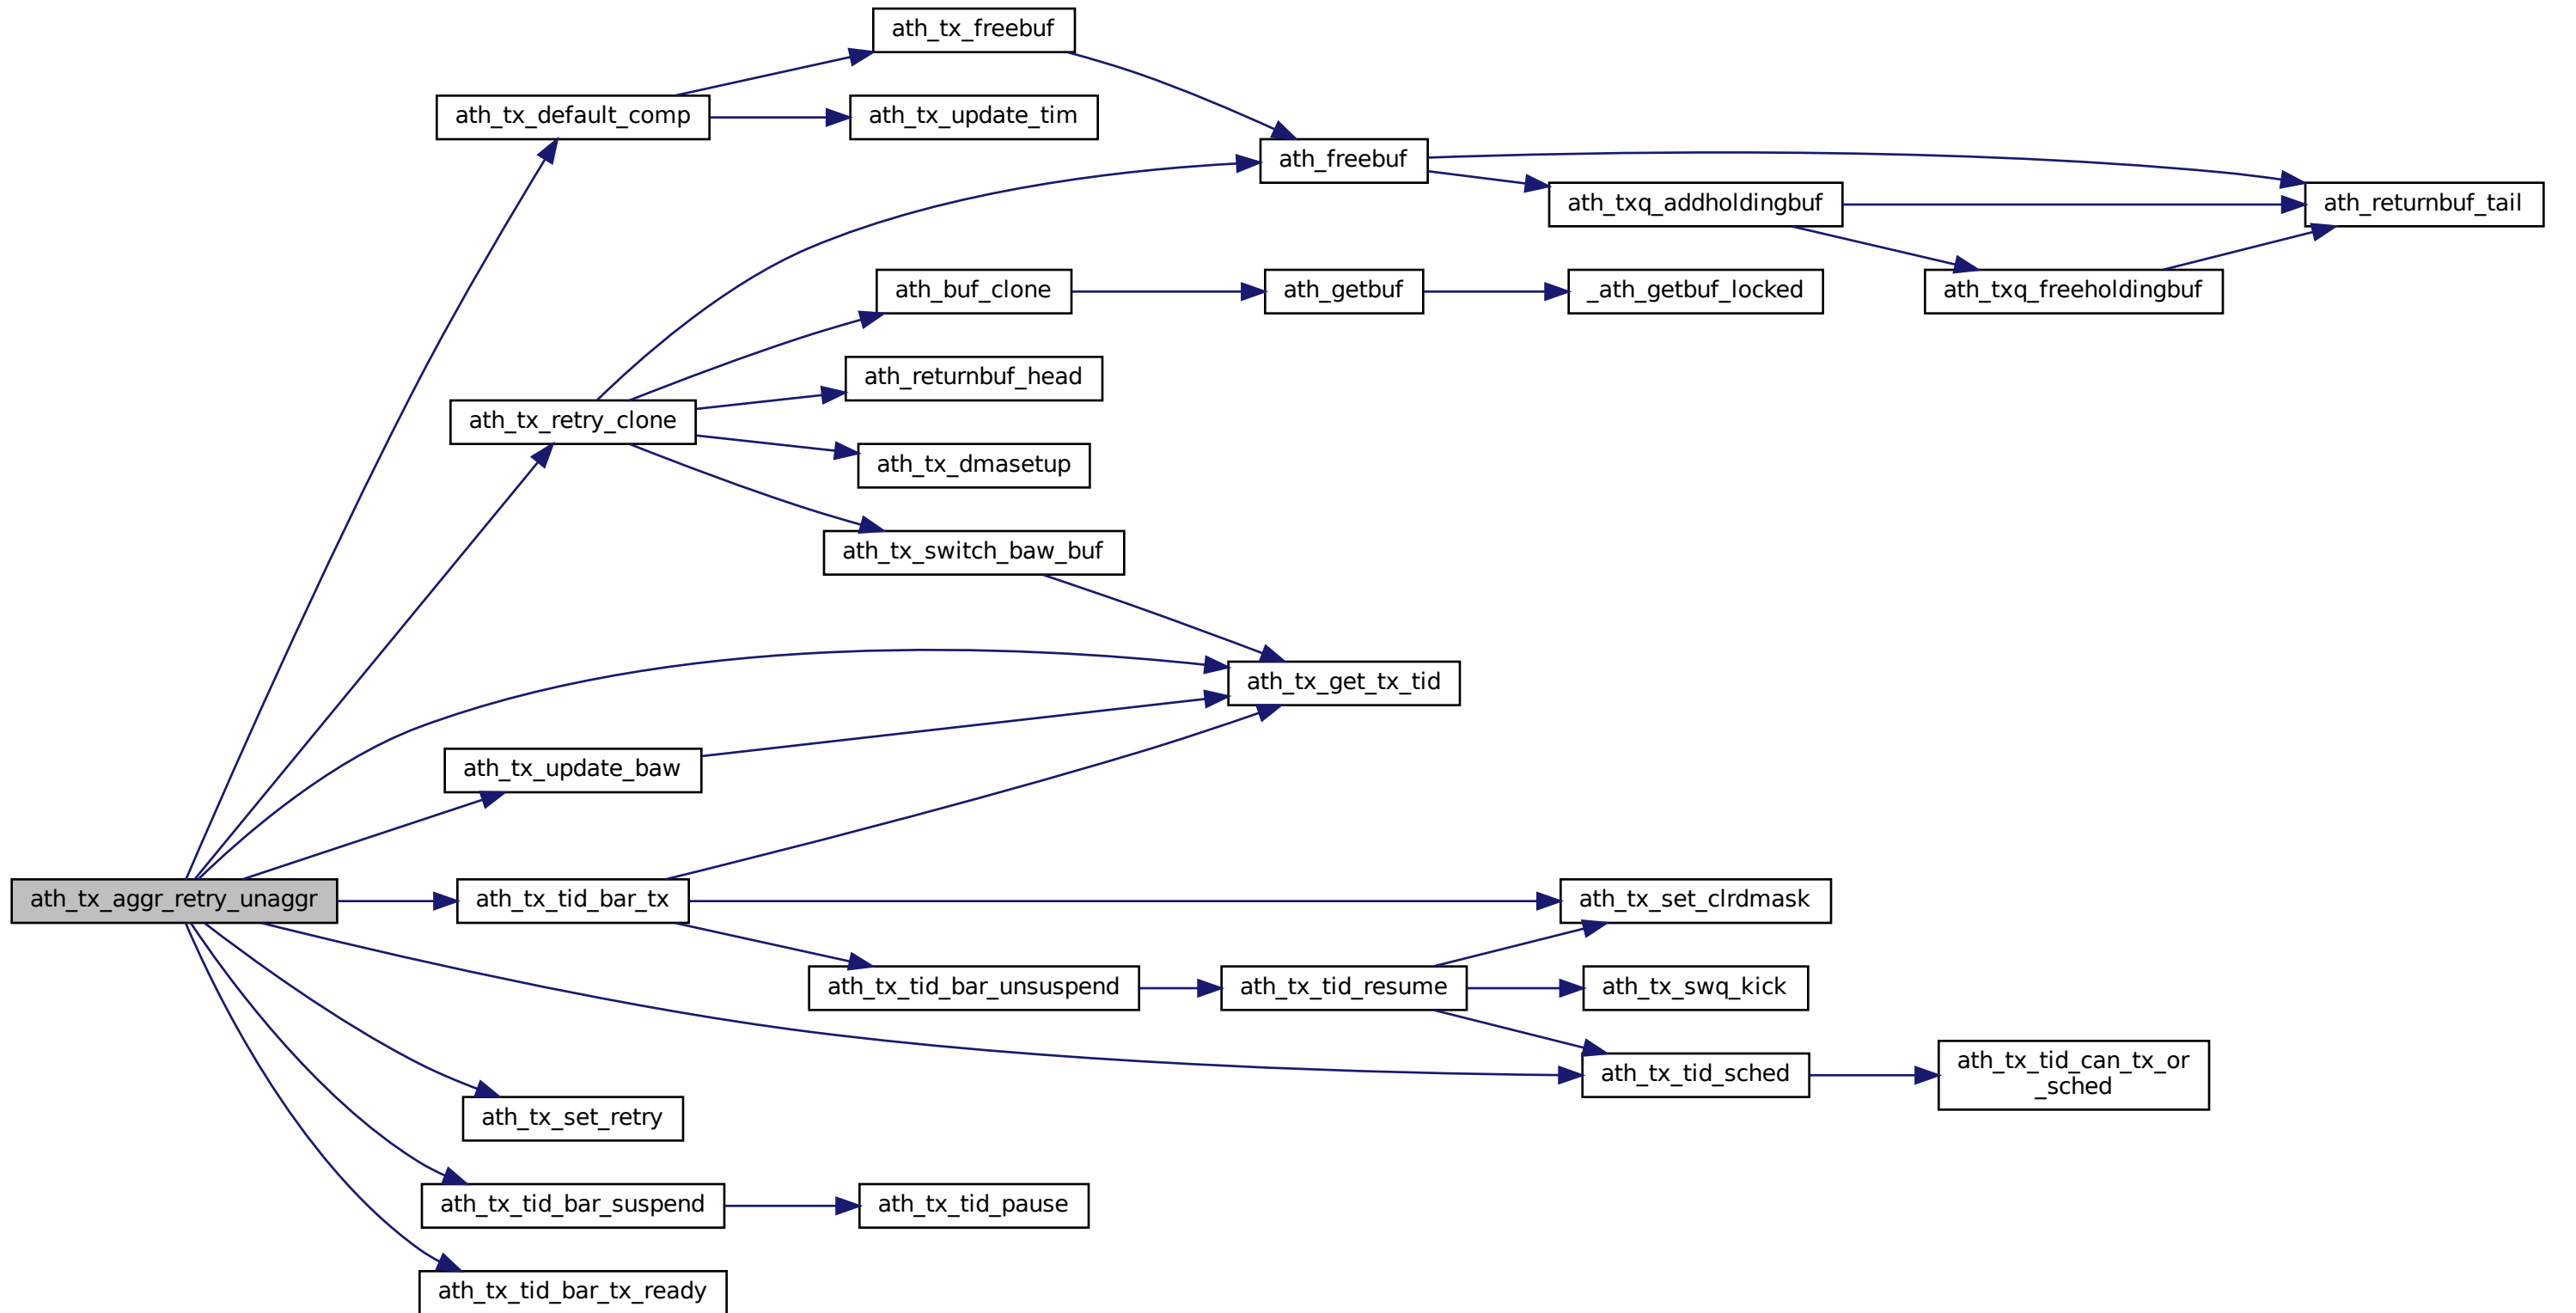 ath_tx_freebuf
ath_tx_default_comp
ath_tx_update_tim
ath_freebuf
ath_txq_addholdingbuf
ath_returnbuf_tail
ath_buf_clone
ath_getbuf
_ath_getbuf_locked
ath_txq_freeholdingbuf
ath_returnbuf_head
ath_tx_retry_clone
ath_tx_dmasetup
ath_tx_switch_baw_buf
ath_tx_get_tx_tid
ath_tx_update_baw
ath_tx_aggr_retry_unaggr
ath_tx_tid_bar_tx
ath_tx_set_clrdmask
ath_tx_tid_bar_unsuspend
ath_tx_tid_resume
ath_tx_swq_kick
ath_tx_tid_sched
ath_tx_tid_can_tx_or
_sched
ath_tx_set_retry
ath_tx_tid_bar_suspend
ath_tx_tid_pause
ath_tx_tid_bar_tx_ready